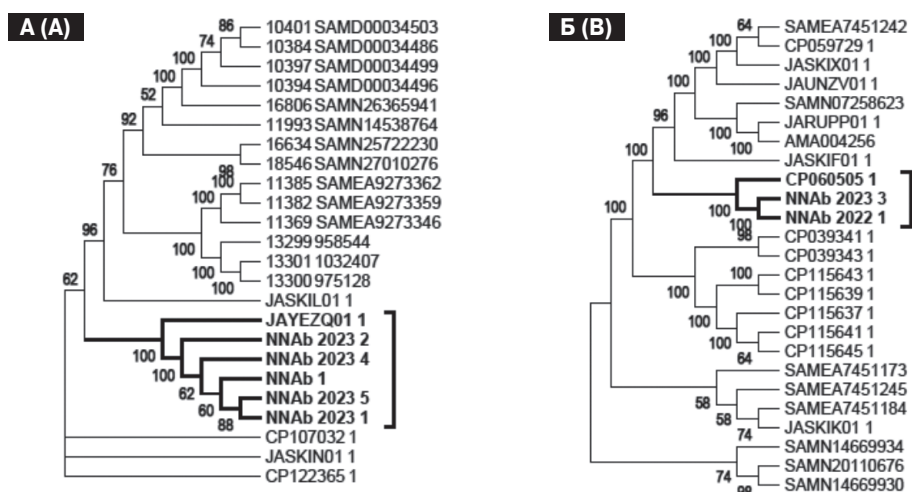 А (A)
86
74
100
100
52
92
76
96
62
98
100
100
100
100
100
100
62
60
88
10401 SAMD00034503
10384 SAMD00034486
10397 SAMD00034499
10394 SAMD00034496
16806 SAMN26365941
11993 SAMN14538764
16634 SAMN25722230
18546 SAMN27010276
11385 SAMEA9273362
11382 SAMEA9273359
11369 SAMEA9273346
13299 958544
13301 1032407
13300 975128
JASKIL01 1
JAYEZQ01 1
NNAb 2023 2
NNAb 2023 4
NNAb 1
NNAb 2023 5
NNAb 2023 1
CP107032 1
JASKIN01 1
CP122365 1
Б (B)
64
100
100
100
96
100
100
100
100
100
100
98
100
100
100
64
58
58
74
74
98
SAMEA7451242
CP059729 1
JASKIX01 1
JAUNZV01 1
SAMN07258623
JARUPP01 1
AMA004256
JASKIF01 1
CP060505 1
NNAb 2023 3
NNAb 2022 1
CP039341 1
CP039343 1
CP115643 1
CP115639 1
CP115637 1
CP115641 1
CP115645 1
SAMEA7451173
SAMEA7451245
SAMEA7451184
JASKIK01 1
SAMN14669934
SAMN20110676
SAMN14669930